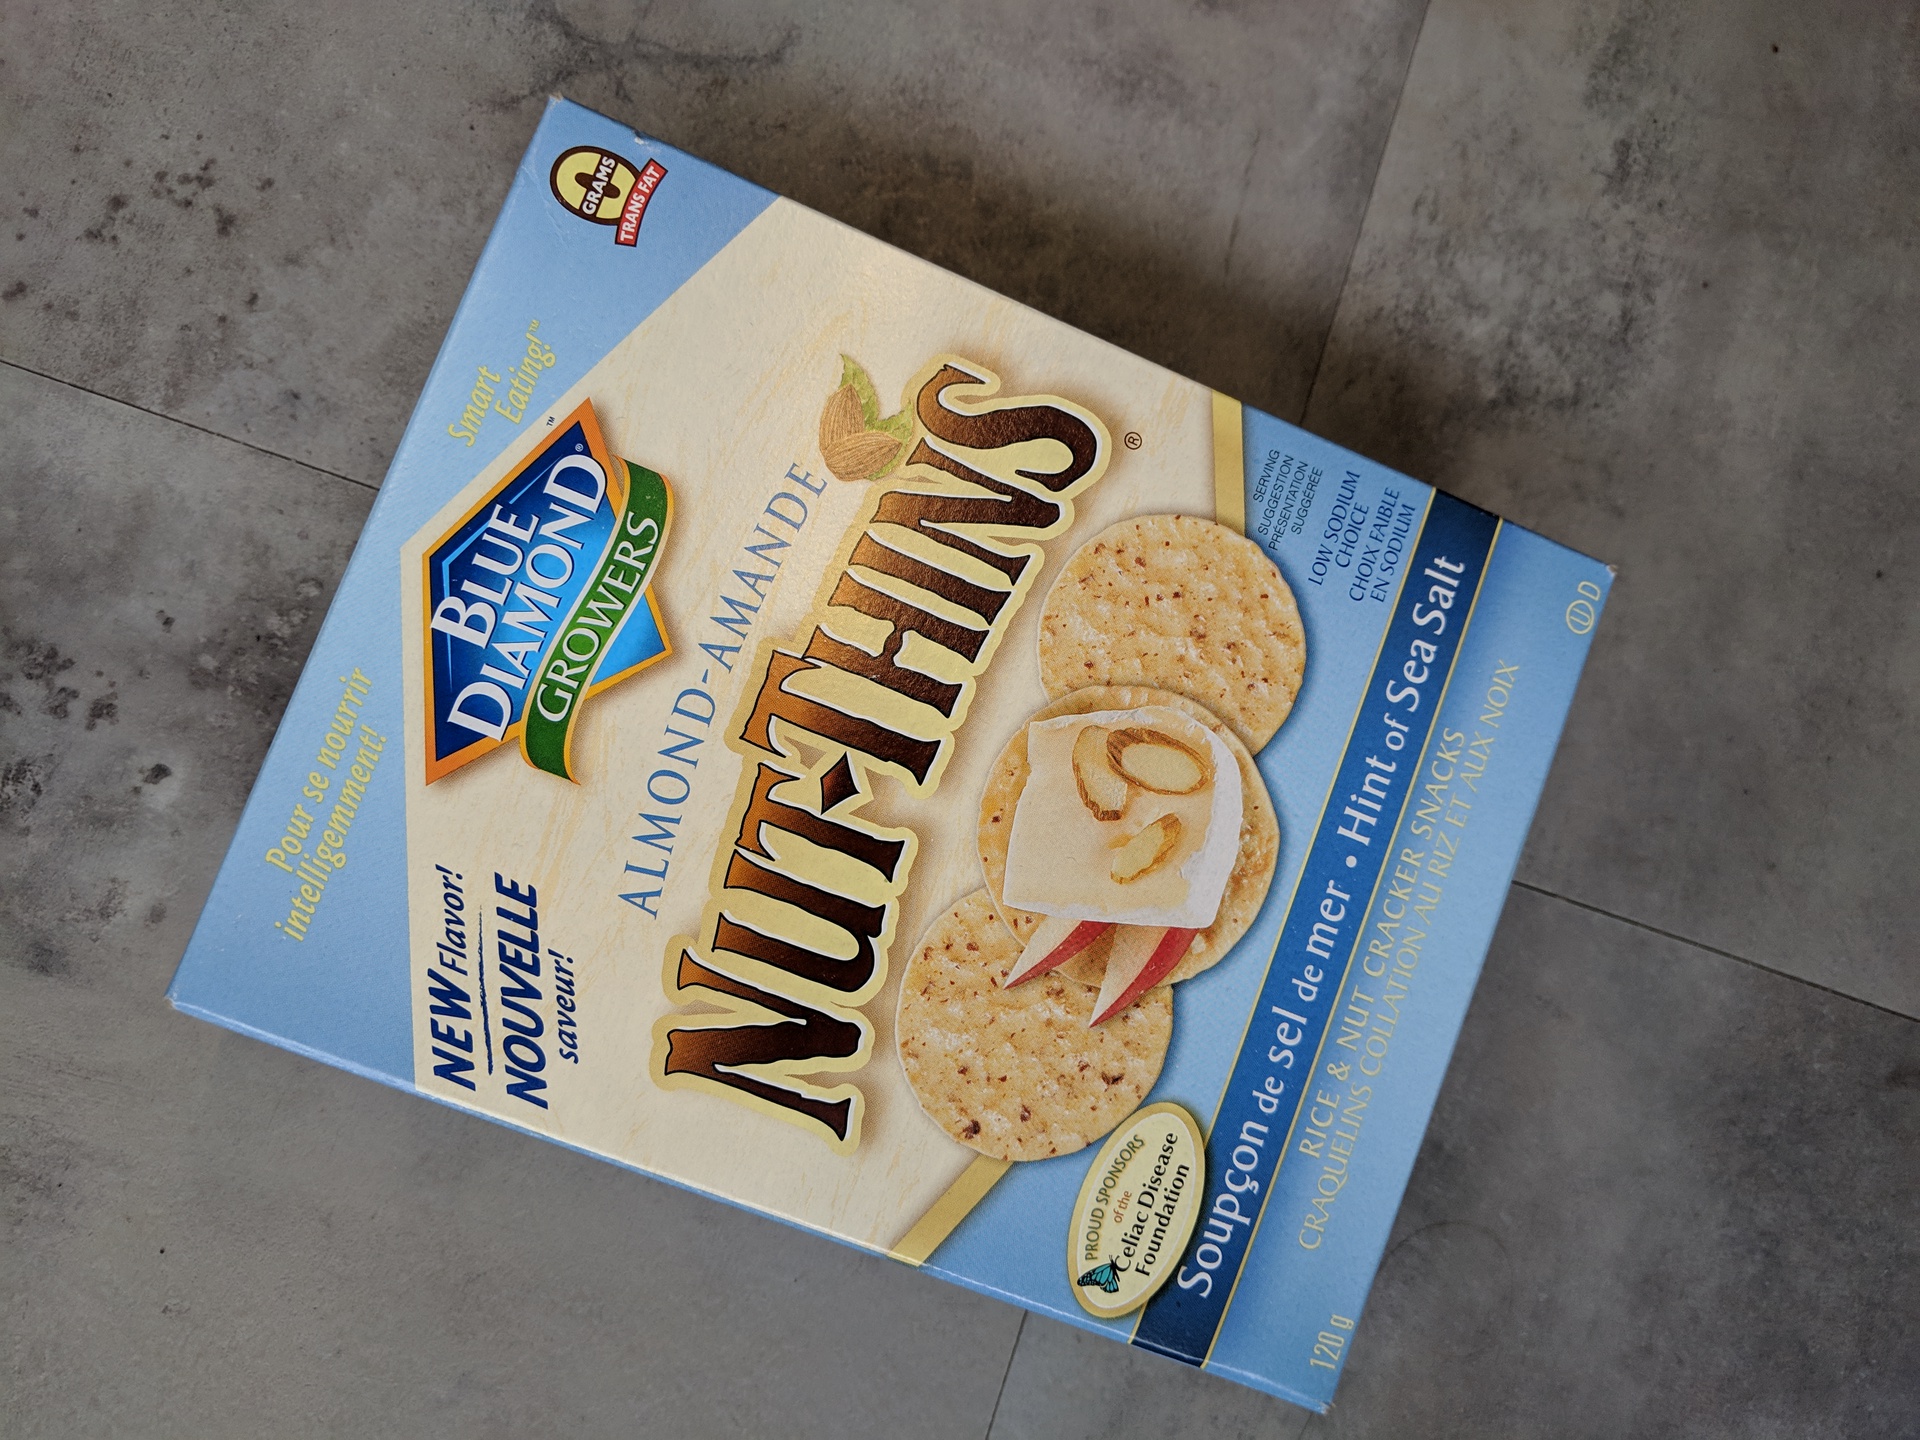 Pour se nourrir
intelligemment!
Smart
Eating!™
NEW Flavor!
NOUVELLE
saveur!
BLUE
DIAMOND®
GROWERS
™
0
GRAMS
TRANS FAT
ALMOND-AMANDE
NUT-THINS
®
PROUD SPONSORS
of the
Celiac Disease
Foundation
SERVING
SUGGESTION
PRÉSENTATION
SUGGÉRÉE
LOW SODIUM
CHOICE
CHOIX FAIBLE
EN SODIUM
Soupçon de sel de mer • Hint of Sea Salt
RICE & NUT CRACKER SNACKS
CRAQUELINS COLLATION AU RIZ ET AUX NOIX
120 g
Ⓤ D